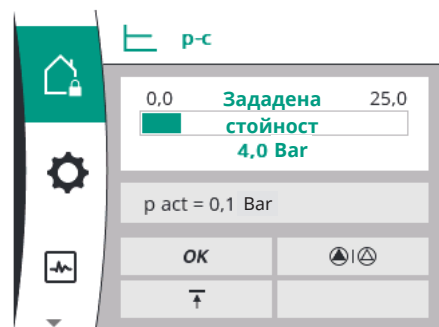 p-c
0,0 Зададена 25,0
стойност
4,0 Bar
p act = 0,1 Bar
OK